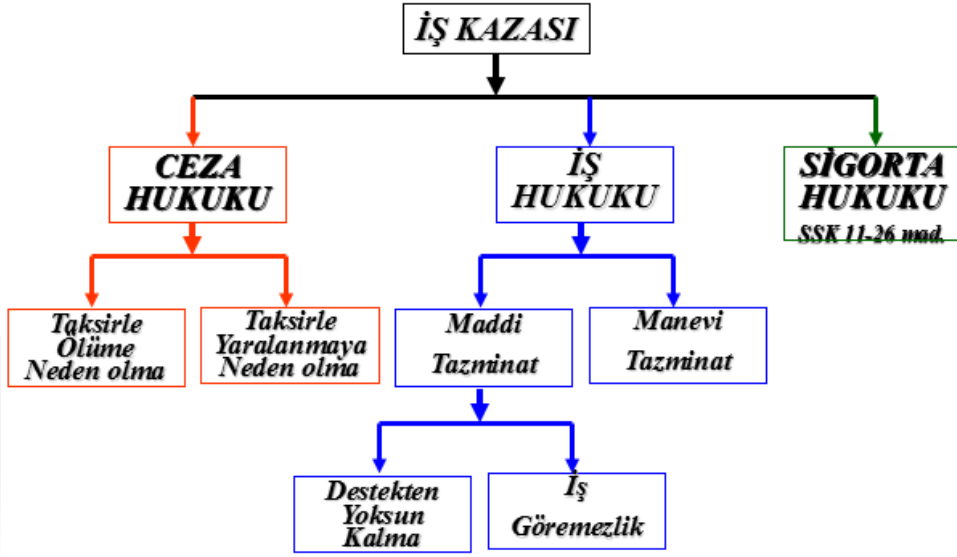 İŞ KAZASI
CEZA
HUKUKU
İŞ
HUKUKU
SİGORTA
HUKUKU
SSK 11-26 mad.
Taksirle
Ölüme
Neden olma
Taksirle
Yaralanmaya
Neden olma
Maddi
Tazminat
Manevi
Tazminat
Destekten
Yoksun
Kalma
İş
Göremezlik